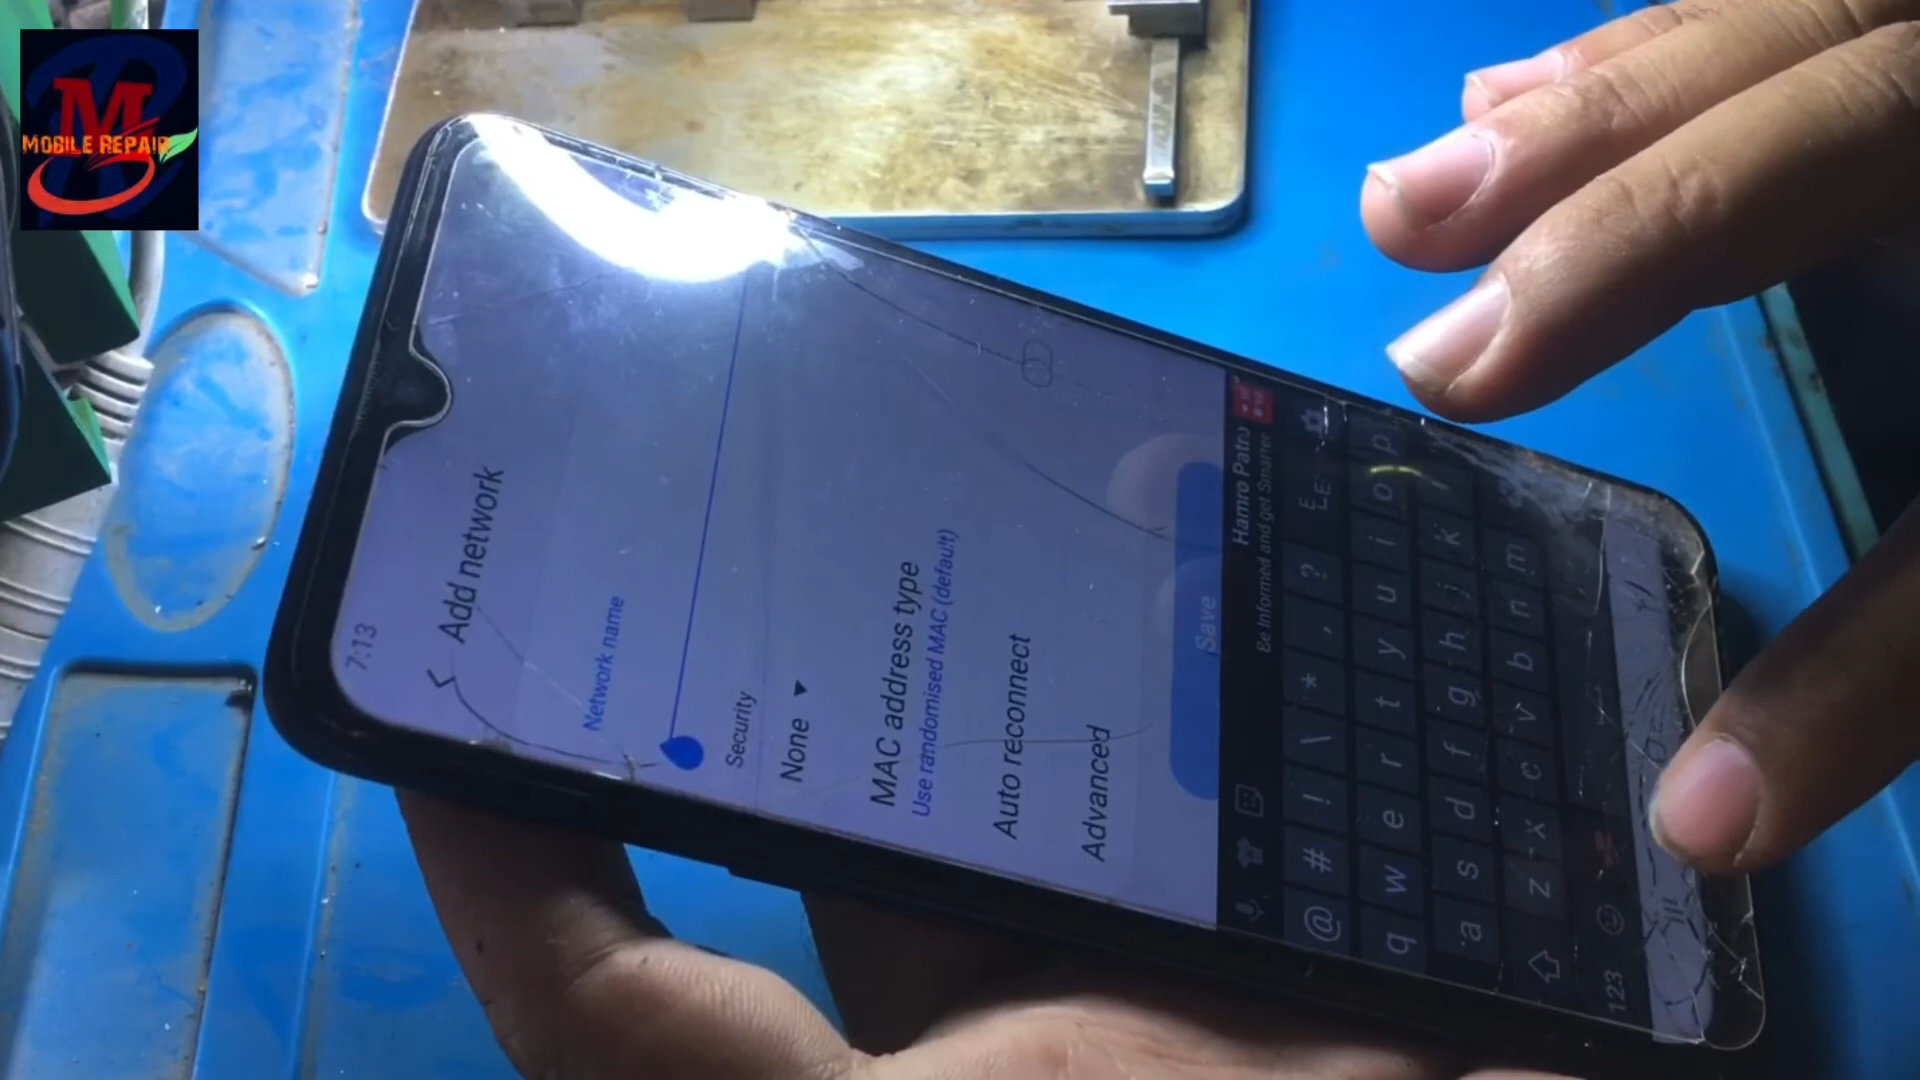 MOBILE REPAIR
7:13
Add network
Network name
Security
None
MAC address type
Use randomised MAC (default)
Auto reconnect
Advanced
Save
Hamro Patro
Be Informed and get Smarter
@ # ! \ * , ?
q w e r t y u i o p
a s d f g h j k
z x c v b n m
123